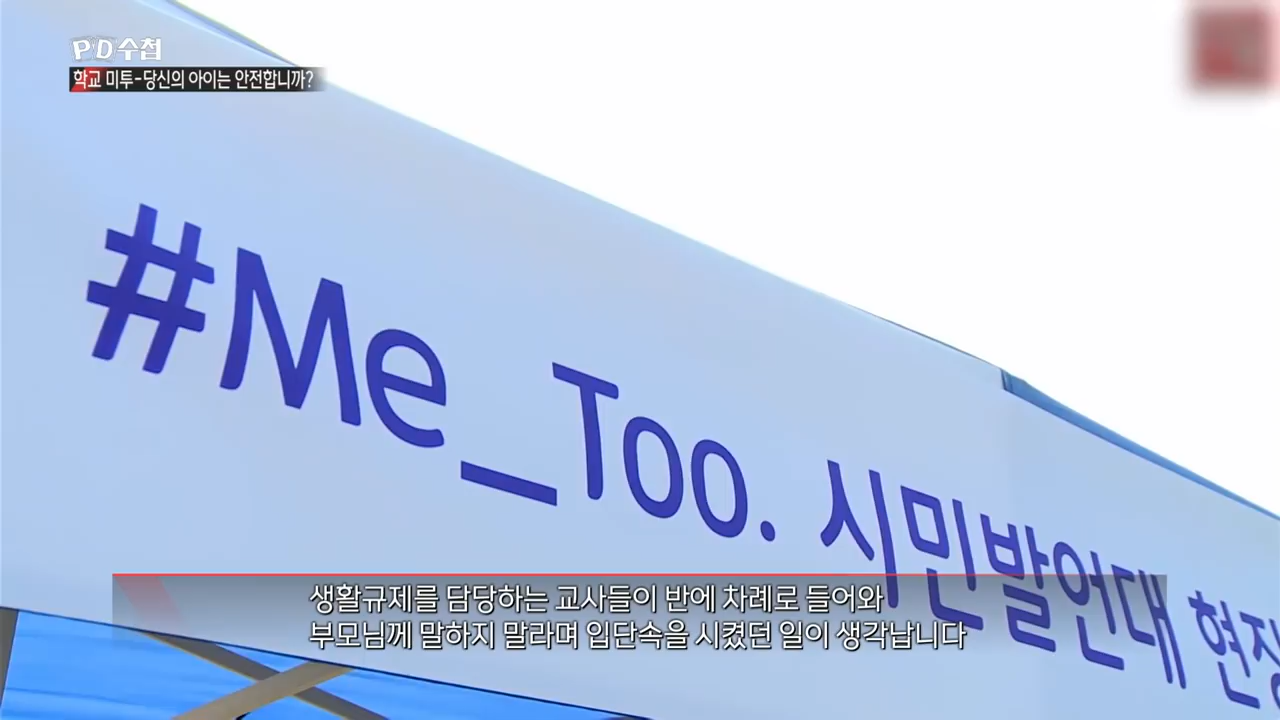 PD수첩
학교 미투-당신의 아이는 안전합니까?
#Me_Too. 시민발언대 현장
생활규제를 담당하는 교사들이 반에 차례로 들어와
부모님께 말하지 말라며 입단속을 시켰던 일이 생각납니다